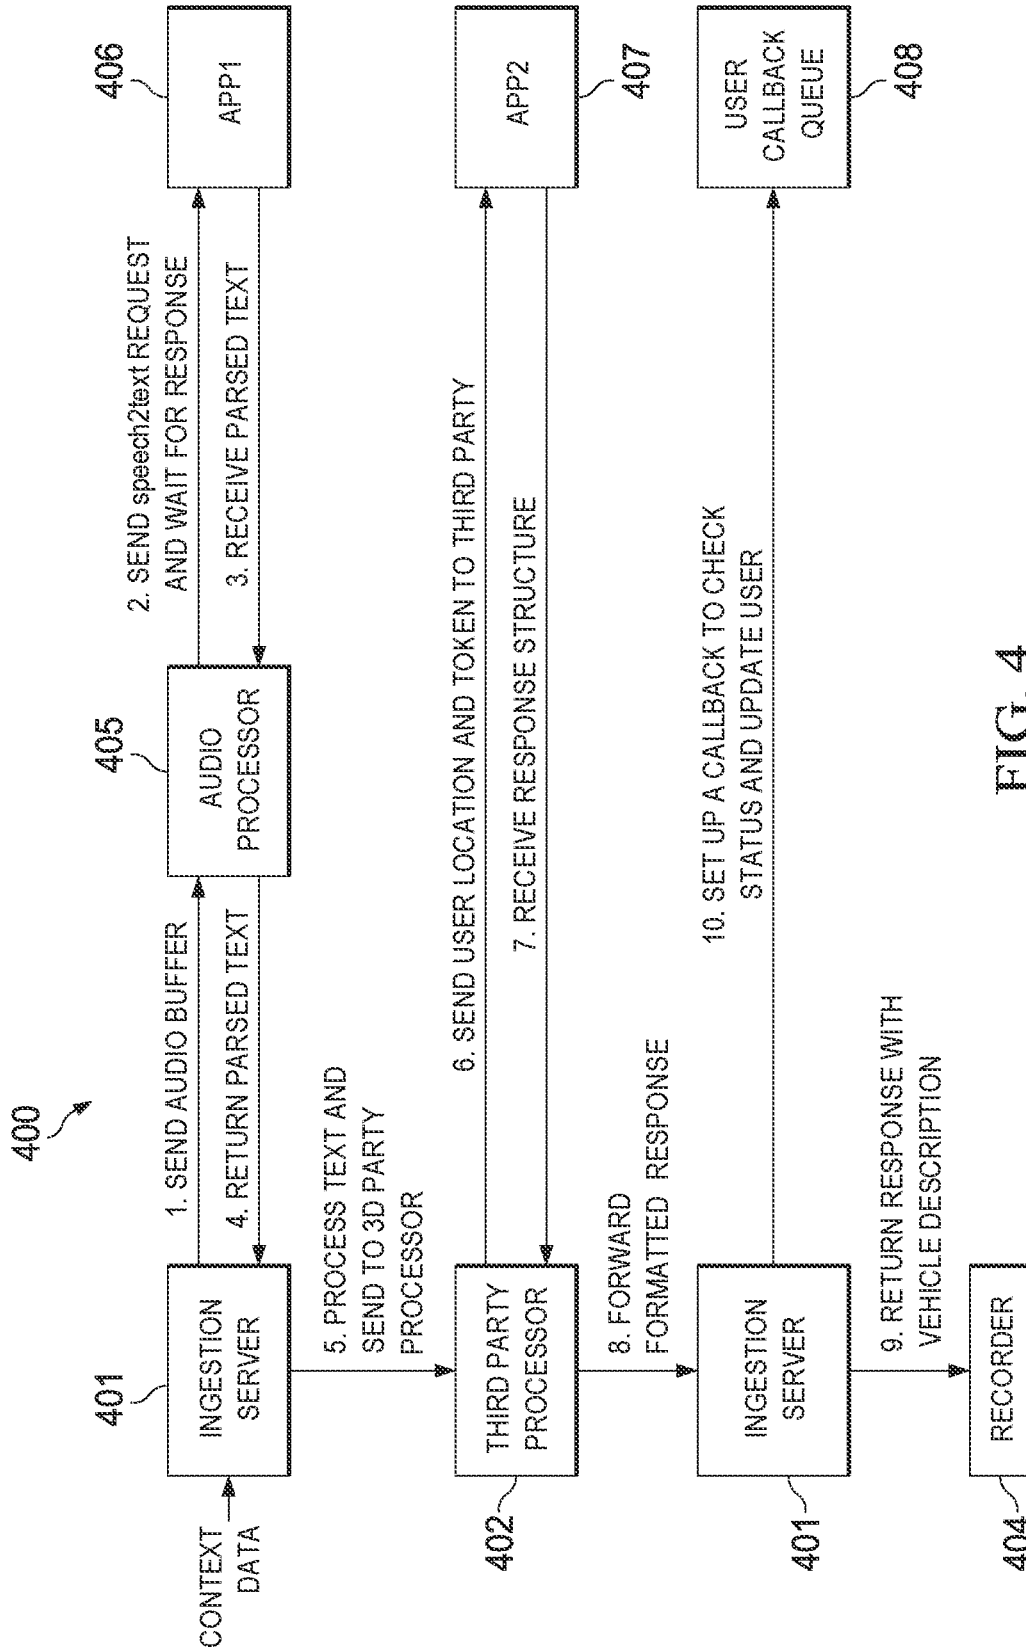 400
CONTEXT
DATA
401
INGESTION
SERVER
1. SEND AUDIO BUFFER
4. RETURN PARSED TEXT
405
AUDIO
PROCESSOR
2. SEND speech2text REQUEST
AND WAIT FOR RESPONSE
3. RECEIVE PARSED TEXT
406
APP1
5. PROCESS TEXT AND
SEND TO 3D PARTY
PROCESSOR
402
THIRD PARTY
PROCESSOR
6. SEND USER LOCATION AND TOKEN TO THIRD PARTY
7. RECEIVE RESPONSE STRUCTURE
APP2
407
8. FORWARD
FORMATTED RESPONSE
401
INGESTION
SERVER
10. SET UP A CALLBACK TO CHECK
STATUS AND UPDATE USER
USER
CALLBACK
QUEUE
408
9. RETURN RESPONSE WITH
VEHICLE DESCRIPTION
404
RECORDER
FIG. 4